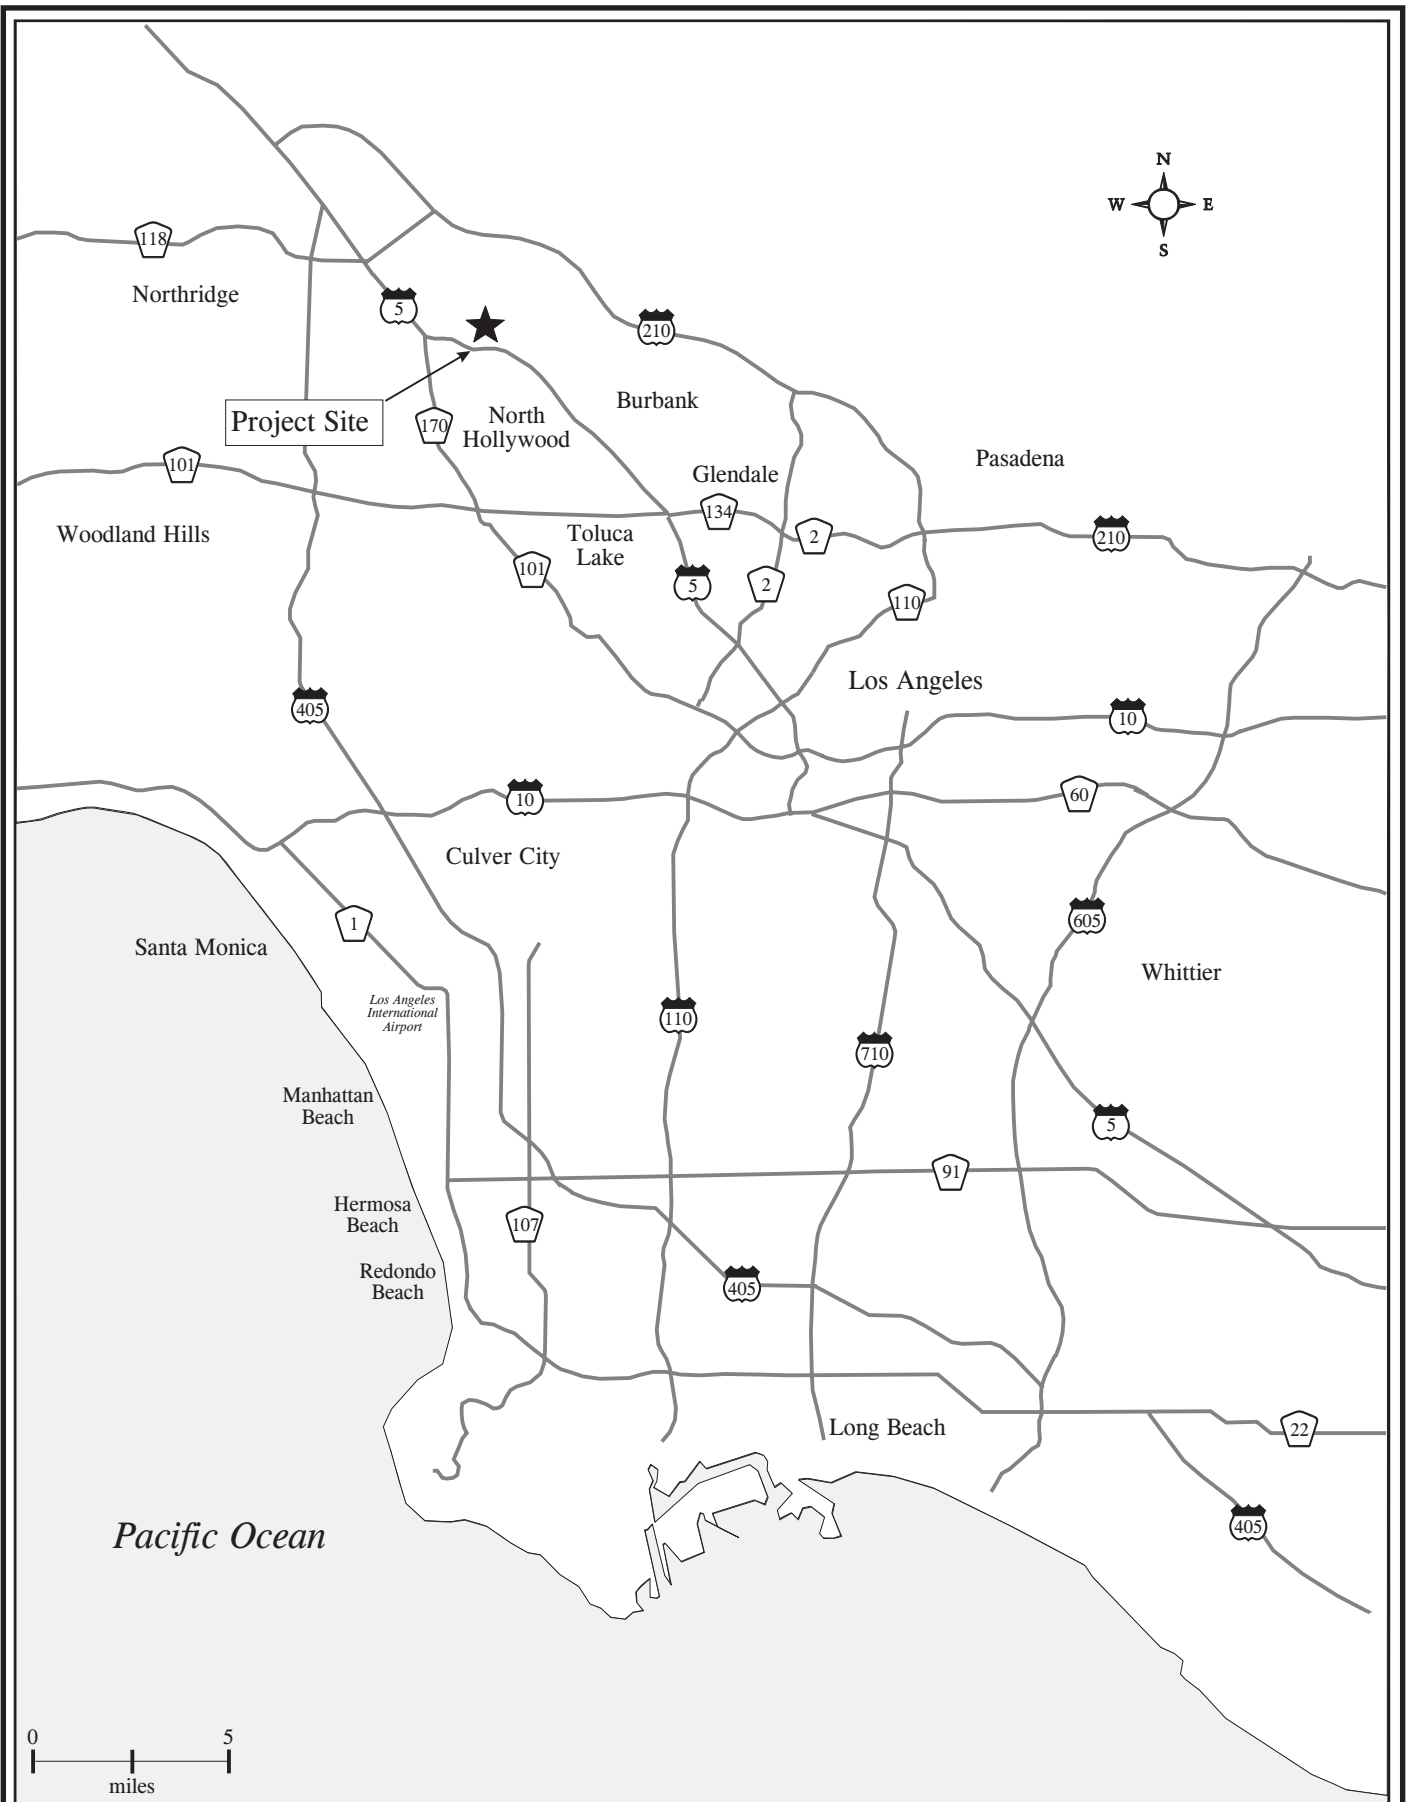 N
W E
S
118
Northridge
5
210
Burbank
Project Site
170
North
Hollywood
Pasadena
101
Glendale
134
Woodland Hills
Toluca
Lake
2
210
101
5
2
110
Los Angeles
405
10
10
60
Culver City
1
605
Santa Monica
Whittier
Los Angeles
International
Airport
110
710
Manhattan
Beach
5
91
Hermosa
Beach
107
Redondo
Beach
405
Long Beach
22
Pacific Ocean
405
0 5
miles